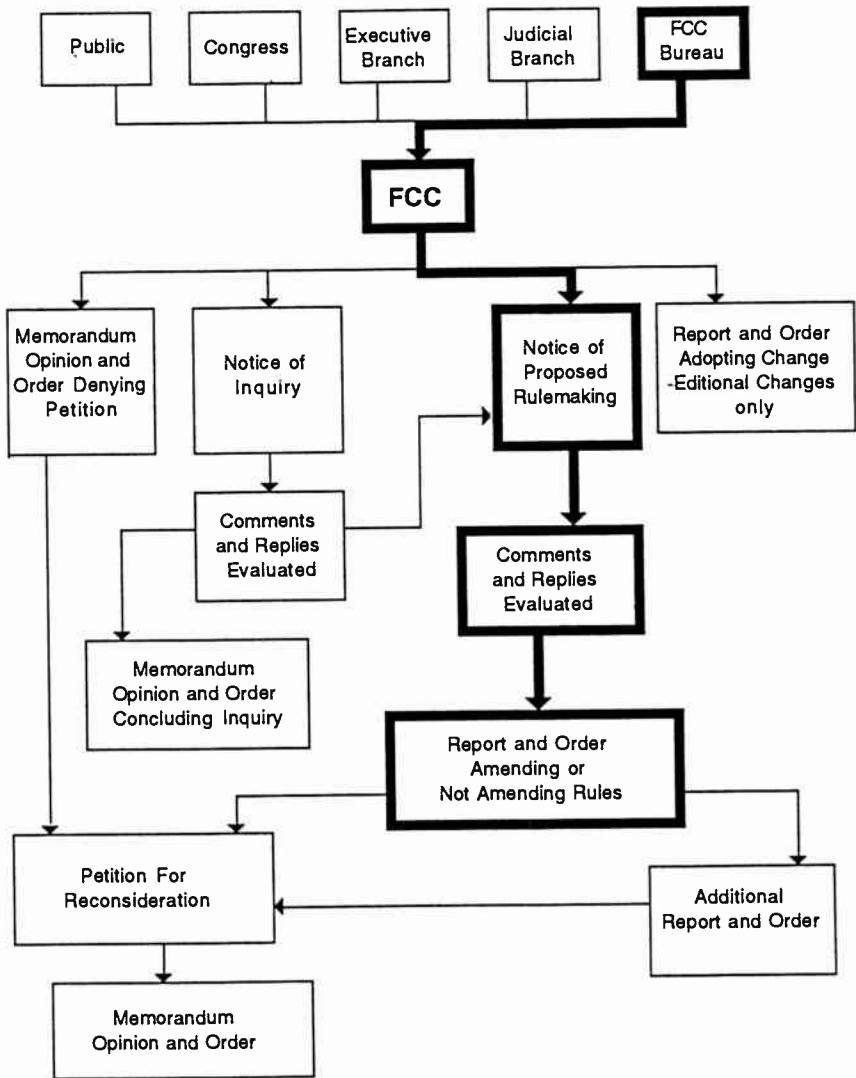 Public
Congress
Executive
Branch
Judicial
Branch
FCC
Bureau
FCC
Memorandum
Opinion and
Order Denying
Petition
Notice of
Inquiry
Notice of
Proposed
Rulemaking
Report and Order
Adopting Change
-Editional Changes
only
Comments
and Replies
Evaluated
Comments
and Replies
Evaluated
Memorandum
Opinion and Order
Concluding Inquiry
Report and Order
Amending or
Not Amending Rules
Petition For
Reconsideration
Additional
Report and Order
Memorandum
Opinion and Order